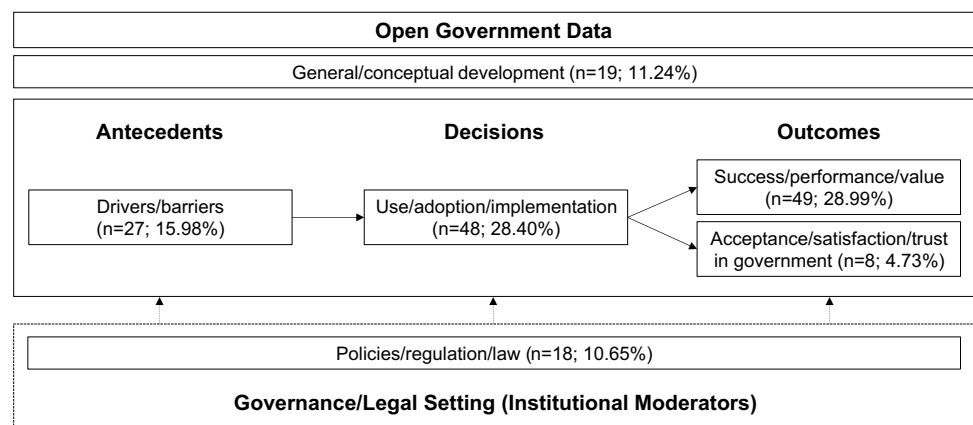 Open Government Data
General/conceptual development (n=19; 11.24%)
Antecedents
Decisions
Outcomes
Drivers/barriers
(n=27; 15.98%)
Use/adoption/implementation
(n=48; 28.40%)
Success/performance/value
(n=49; 28.99%)
Acceptance/satisfaction/trust
in government (n=8; 4.73%)
Policies/regulation/law (n=18; 10.65%)
Governance/Legal Setting (Institutional Moderators)